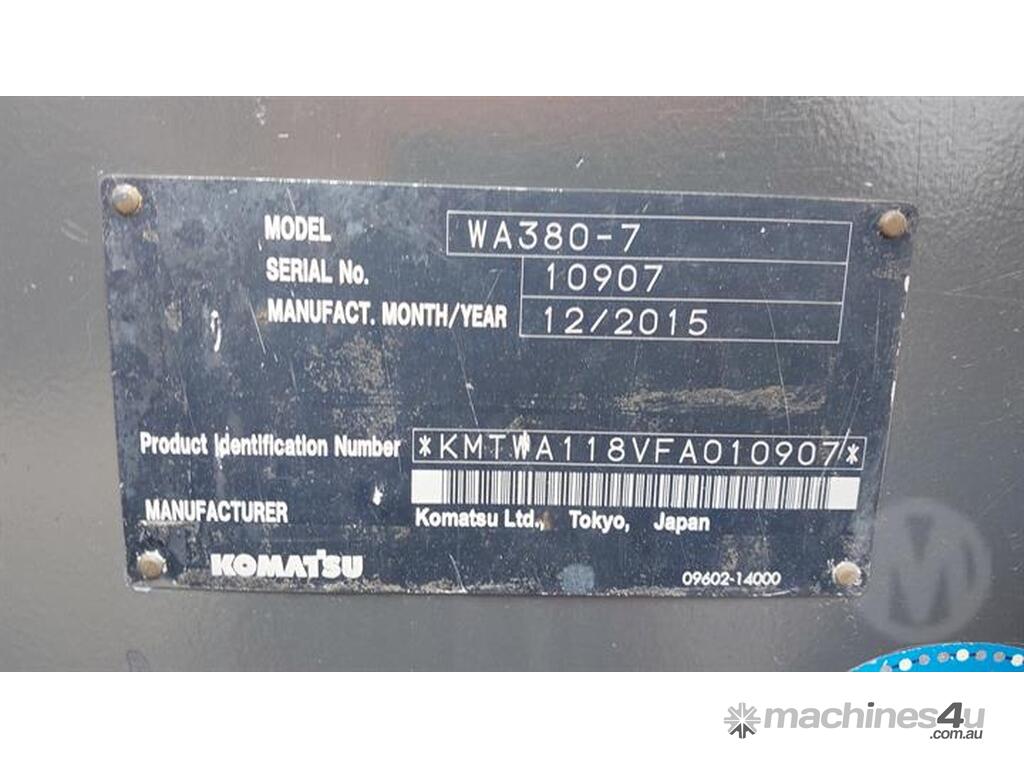 MODEL WA380-7
SERIAL No. 10907
MANUFACT. MONTH/YEAR 12/2015
Product Identification Number *KMTWA118VFA010907*
MANUFACTURER Komatsu Ltd., Tokyo, Japan
KOMATSU 09602-14000
M
machines4u
.com.au